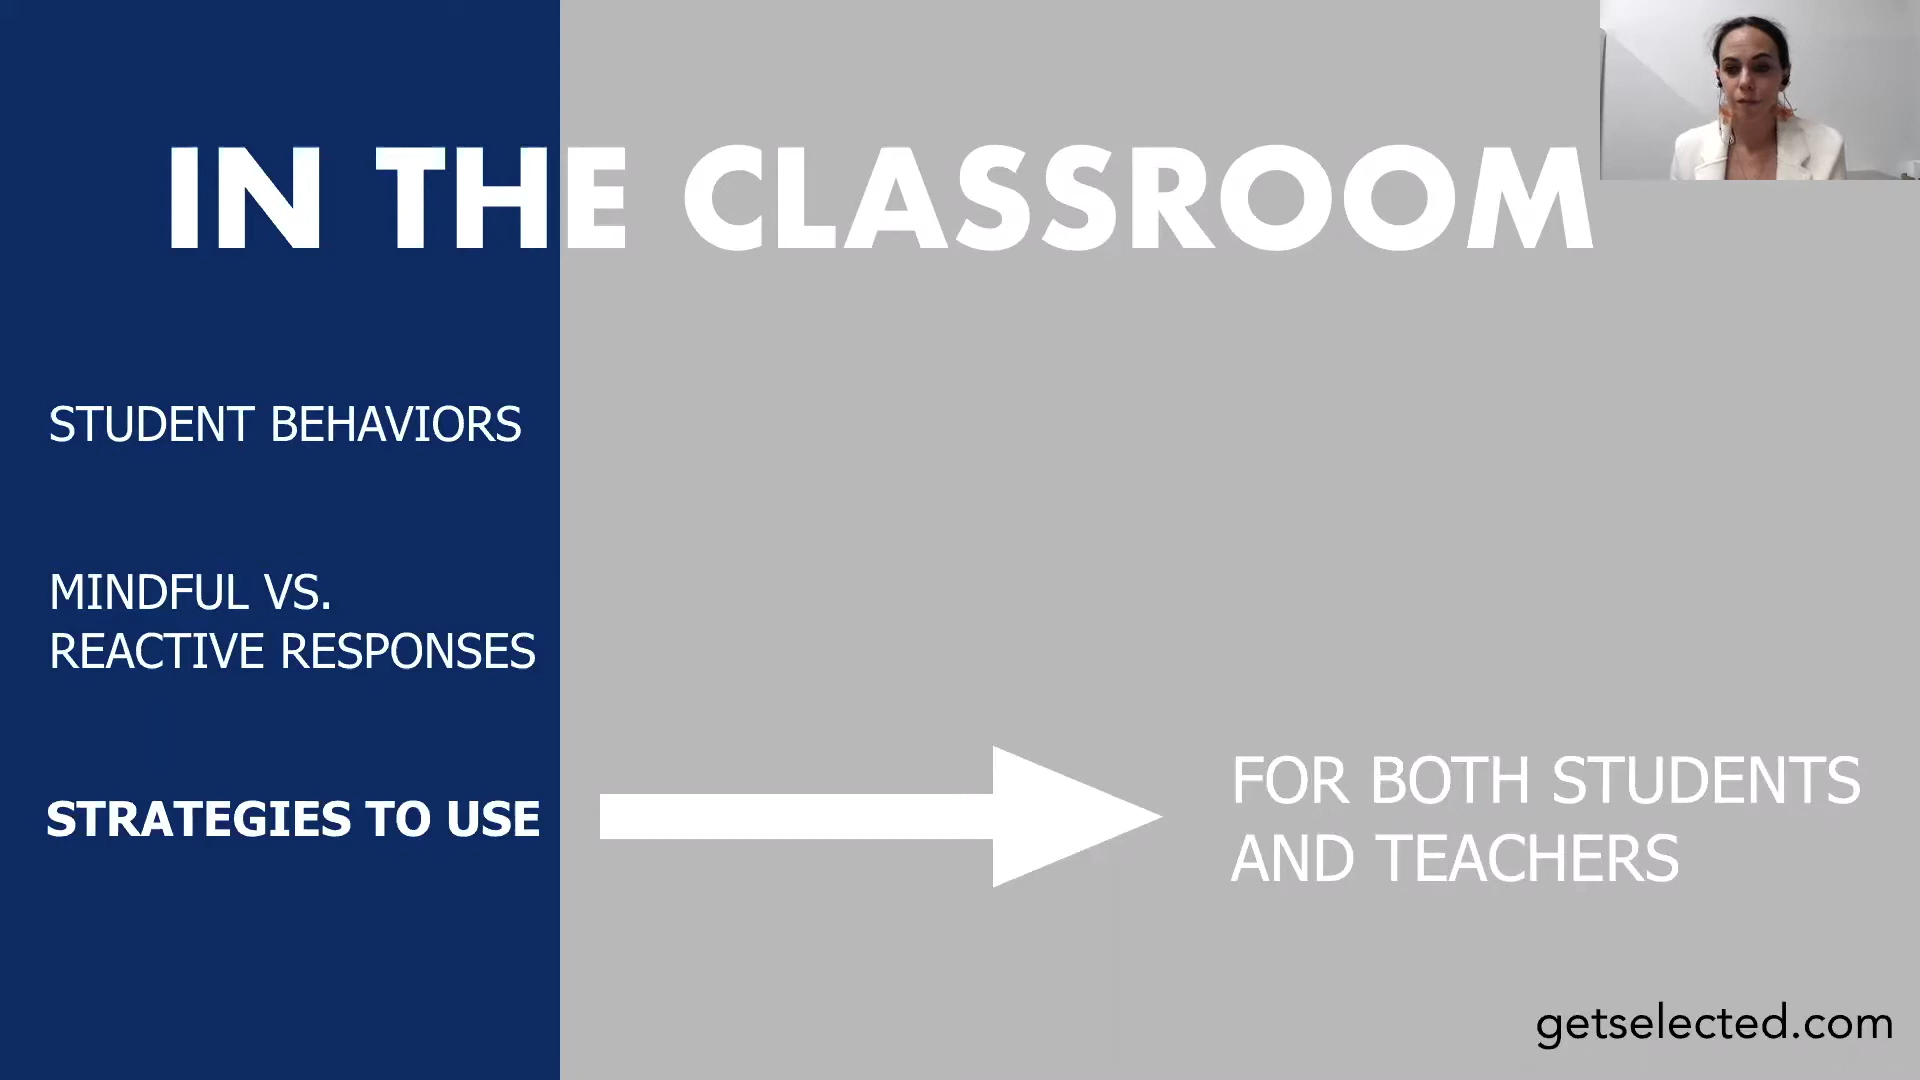 IN THE CLASSROOM
STUDENT BEHAVIORS
MINDFUL VS.
REACTIVE RESPONSES
STRATEGIES TO USE
FOR BOTH STUDENTS
AND TEACHERS
getselected.com